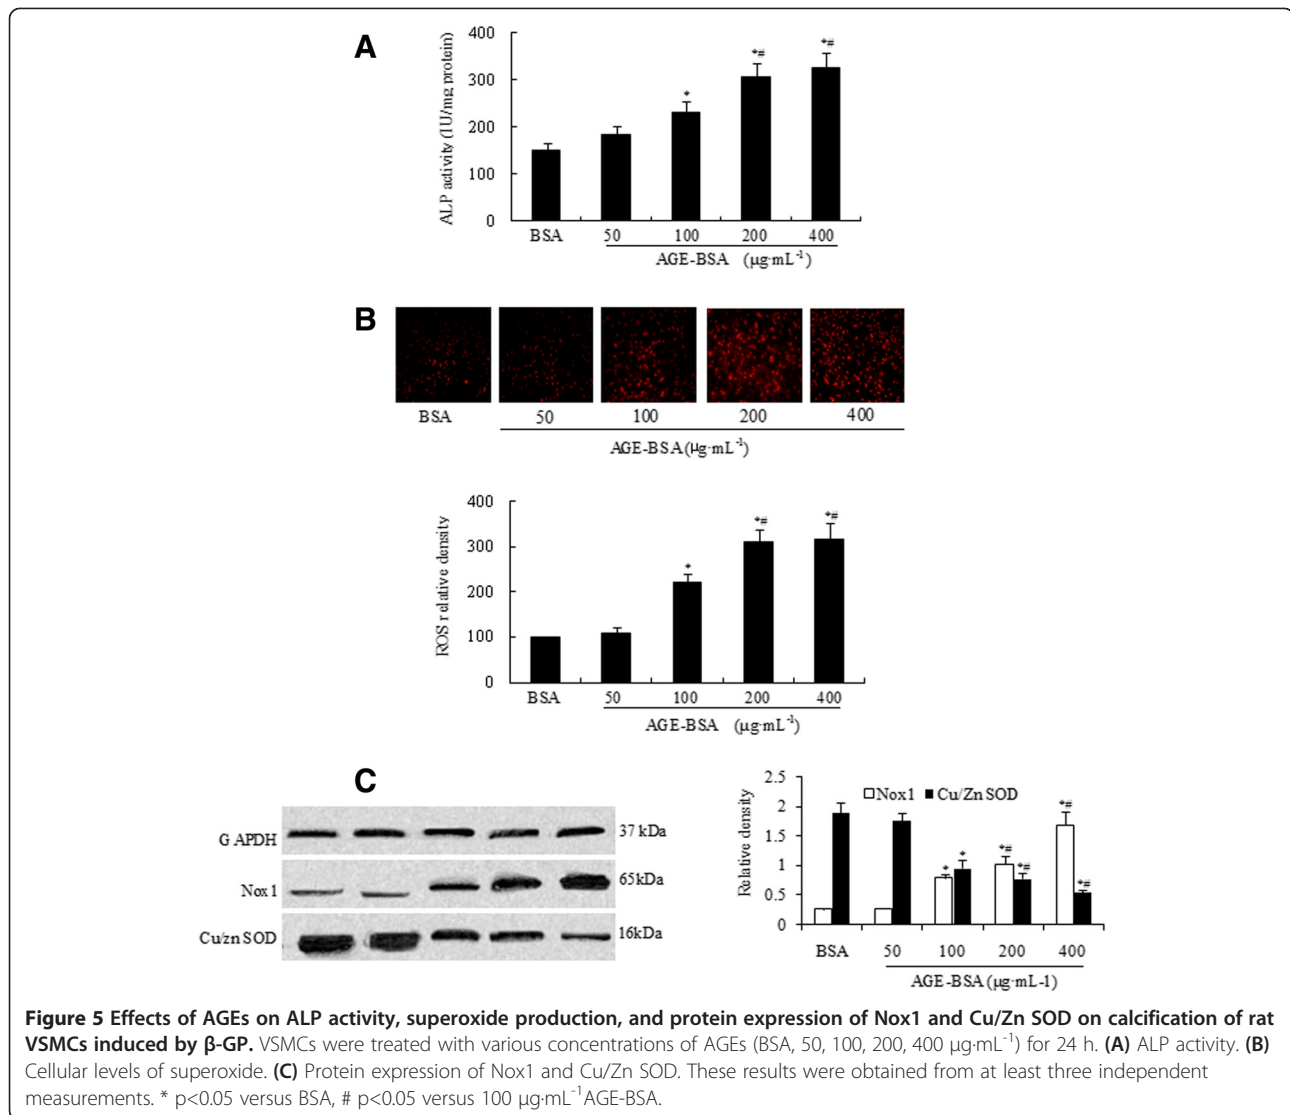 A
ALP activity (IU/mg protein)
400
300
200
100
0
*
*#
*#
BSA 50 100 200 400
AGE-BSA (μg·mL-1)
B
BSA 50 100 200 400
AGE-BSA(μg·mL-1)
ROS relative density
400
300
200
100
0
*
*#
*#
BSA 50 100 200 400
AGE-BSA (μg·mL-1)
C
GAPDH 37 kDa
Nox1 65kDa
Cu/zn SOD 16kDa
Relative density
2.5
2
1.5
1
0.5
0
Nox1 Cu/Zn SOD
* * *# *# *# *#
BSA 50 100 200 400
AGE-BSA(μg·mL-1)
Figure 5 Effects of AGEs on ALP activity, superoxide production, and protein expression of Nox1 and Cu/Zn SOD on calcification of rat
VSMCs induced by β-GP. VSMCs were treated with various concentrations of AGEs (BSA, 50, 100, 200, 400 μg·mL-1) for 24 h. (A) ALP activity. (B)
Cellular levels of superoxide. (C) Protein expression of Nox1 and Cu/Zn SOD. These results were obtained from at least three independent
measurements. * p<0.05 versus BSA, # p<0.05 versus 100 μg·mL-1AGE-BSA.